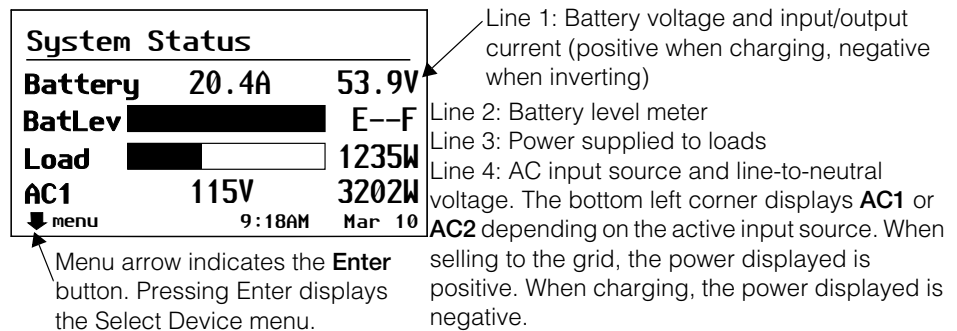 System Status
Battery 20.4A 53.9V
BatLev E--F
Load 1235W
AC1 115V 3202W
menu 9:18AM Mar 10
Menu arrow indicates the Enter
button. Pressing Enter displays
the Select Device menu.
Line 1: Battery voltage and input/output
current (positive when charging, negative
when inverting)
Line 2: Battery level meter
Line 3: Power supplied to loads
Line 4: AC input source and line-to-neutral
voltage. The bottom left corner displays AC1 or
AC2 depending on the active input source. When
selling to the grid, the power displayed is
positive. When charging, the power displayed is
negative.